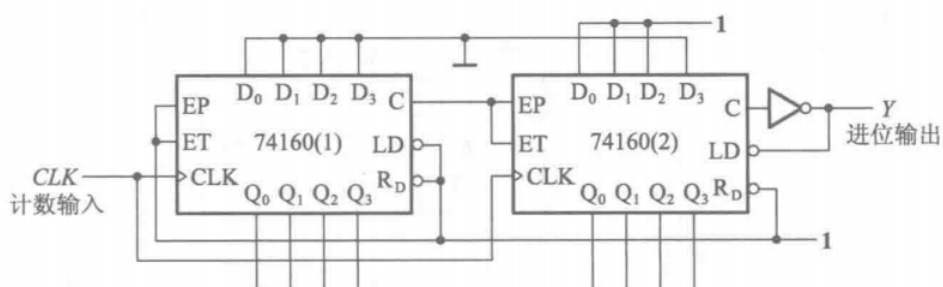 1
D₀ D₁ D₂ D₃
EP
C
ET
74160(1)
LD
CLK
R_D
Q₀ Q₁ Q₂ Q₃
D₀ D₁ D₂ D₃
EP
C
ET
74160(2)
LD
CLK
R_D
Q₀ Q₁ Q₂ Q₃
Y
进位输出
CLK
计数输入
1